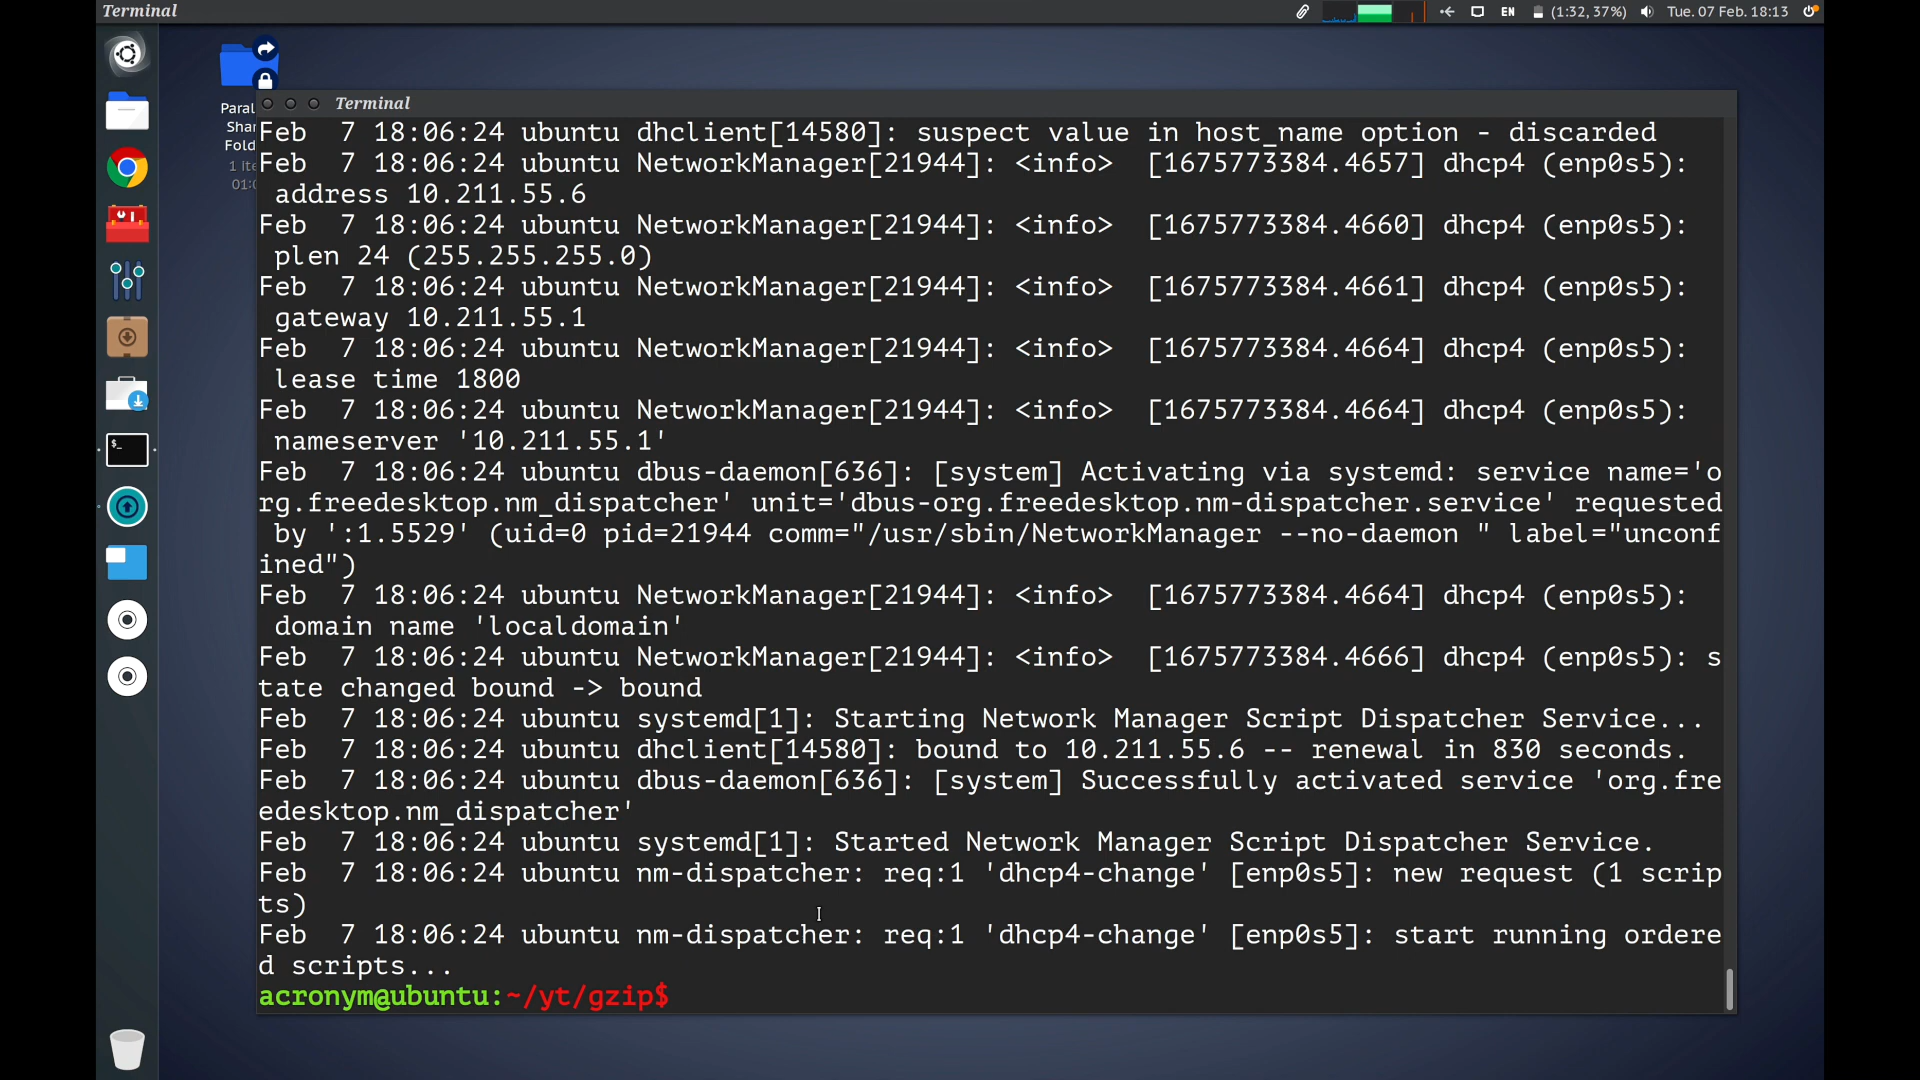 Terminal
EN
(1:32, 37%)
Tue. 07 Feb. 18:13
Paral
Shar
Fold
1 ite
01:0
Terminal
Feb  7 18:06:24 ubuntu dhclient[14580]: suspect value in host_name option - discarded
Feb  7 18:06:24 ubuntu NetworkManager[21944]: <info>  [1675773384.4657] dhcp4 (enp0s5):
 address 10.211.55.6
Feb  7 18:06:24 ubuntu NetworkManager[21944]: <info>  [1675773384.4660] dhcp4 (enp0s5):
 plen 24 (255.255.255.0)
Feb  7 18:06:24 ubuntu NetworkManager[21944]: <info>  [1675773384.4661] dhcp4 (enp0s5):
 gateway 10.211.55.1
Feb  7 18:06:24 ubuntu NetworkManager[21944]: <info>  [1675773384.4664] dhcp4 (enp0s5):
 lease time 1800
Feb  7 18:06:24 ubuntu NetworkManager[21944]: <info>  [1675773384.4664] dhcp4 (enp0s5):
 nameserver '10.211.55.1'
Feb  7 18:06:24 ubuntu dbus-daemon[636]: [system] Activating via systemd: service name='o
rg.freedesktop.nm_dispatcher' unit='dbus-org.freedesktop.nm-dispatcher.service' requested
 by ':1.5529' (uid=0 pid=21944 comm="/usr/sbin/NetworkManager --no-daemon " label="unconf
ined")
Feb  7 18:06:24 ubuntu NetworkManager[21944]: <info>  [1675773384.4664] dhcp4 (enp0s5):
 domain name 'localdomain'
Feb  7 18:06:24 ubuntu NetworkManager[21944]: <info>  [1675773384.4666] dhcp4 (enp0s5): s
tate changed bound -> bound
Feb  7 18:06:24 ubuntu systemd[1]: Starting Network Manager Script Dispatcher Service...
Feb  7 18:06:24 ubuntu dhclient[14580]: bound to 10.211.55.6 -- renewal in 830 seconds.
Feb  7 18:06:24 ubuntu dbus-daemon[636]: [system] Successfully activated service 'org.fre
edesktop.nm_dispatcher'
Feb  7 18:06:24 ubuntu systemd[1]: Started Network Manager Script Dispatcher Service.
Feb  7 18:06:24 ubuntu nm-dispatcher: req:1 'dhcp4-change' [enp0s5]: new request (1 scrip
ts)
Feb  7 18:06:24 ubuntu nm-dispatcher: req:1 'dhcp4-change' [enp0s5]: start running ordere
d scripts...
acronym@ubuntu:~/yt/gzip$